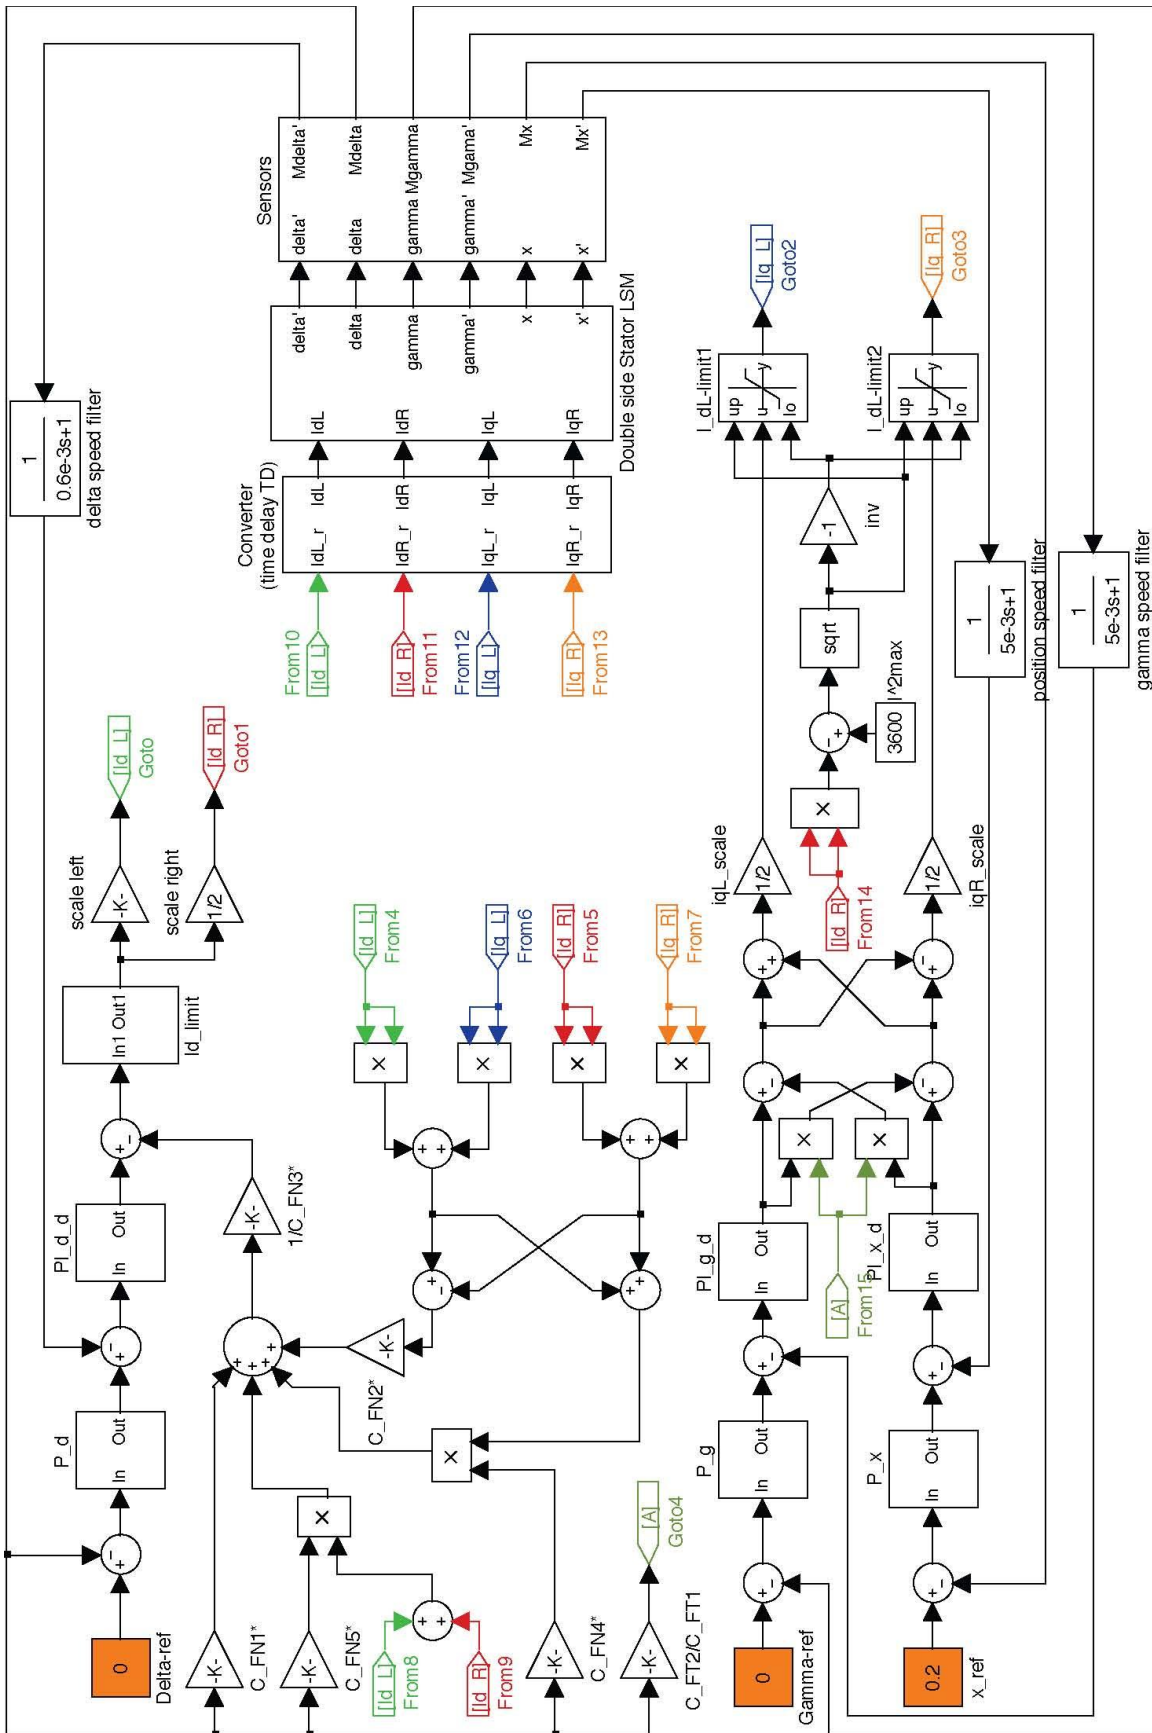 0
Delta-ref
+
-
In Out
P_d
+
-
In Out
PI_d_d
+
-
In1 Out1
Id_limit
-K-
scale left
[Id_L]
Goto
1/2
scale right
[Id_R]
Goto1
1
0.6e-3s+1
delta speed filter
-K-
C_FN1*
-K-
C_FN5*
×
[Id_L]
From8
[Id_R]
From9
+
+
-K-
C_FN4*
×
-K-
C_FT2/C_FT1
[A]
Goto4
+
+
+
+
-K-
1/C_FN3*
-K-
C_FN2*
-
+
+
+
+
+
+
+
×
×
×
×
[Id_L]
From4
[Iq_L]
From6
[Id_R]
From5
[Iq_R]
From7
From10
[Id_L]
[Id_R]
From11
From12
[Iq_L]
[Iq_R]
From13
Converter
(time delay TD)
IdL_r IdL
IdR_r IdR
IqL_r IqL
IqR_r IqR
IdL
IdR
IqL
IqR
delta'
delta
gamma
gamma'
x
x'
Double side Stator LSM
Sensors
delta' Mdelta'
delta Mdelta
gamma Mgamma
gamma' Mgama'
x Mx
x' Mx'
0
Gamma-ref
+
-
P_g
In Out
+
-
PI_g_d
In Out
+
-
+
+
iqL_scale
1/2
I_dL-limit1
up
u
lo
y
[Iq_L]
Goto2
[A]
From15
×
×
[Id_R]
From14
×
-
+
3600
I^2max
sqrt
-1
inv
0.2
x_ref
+
-
P_x
In Out
+
-
PI_x_d
In Out
+
-
+
-
1/2
iqR_scale
I_dL-limit2
up
u
lo
y
[Iq_R]
Goto3
1
5e-3s+1
position speed filter
1
5e-3s+1
gamma speed filter